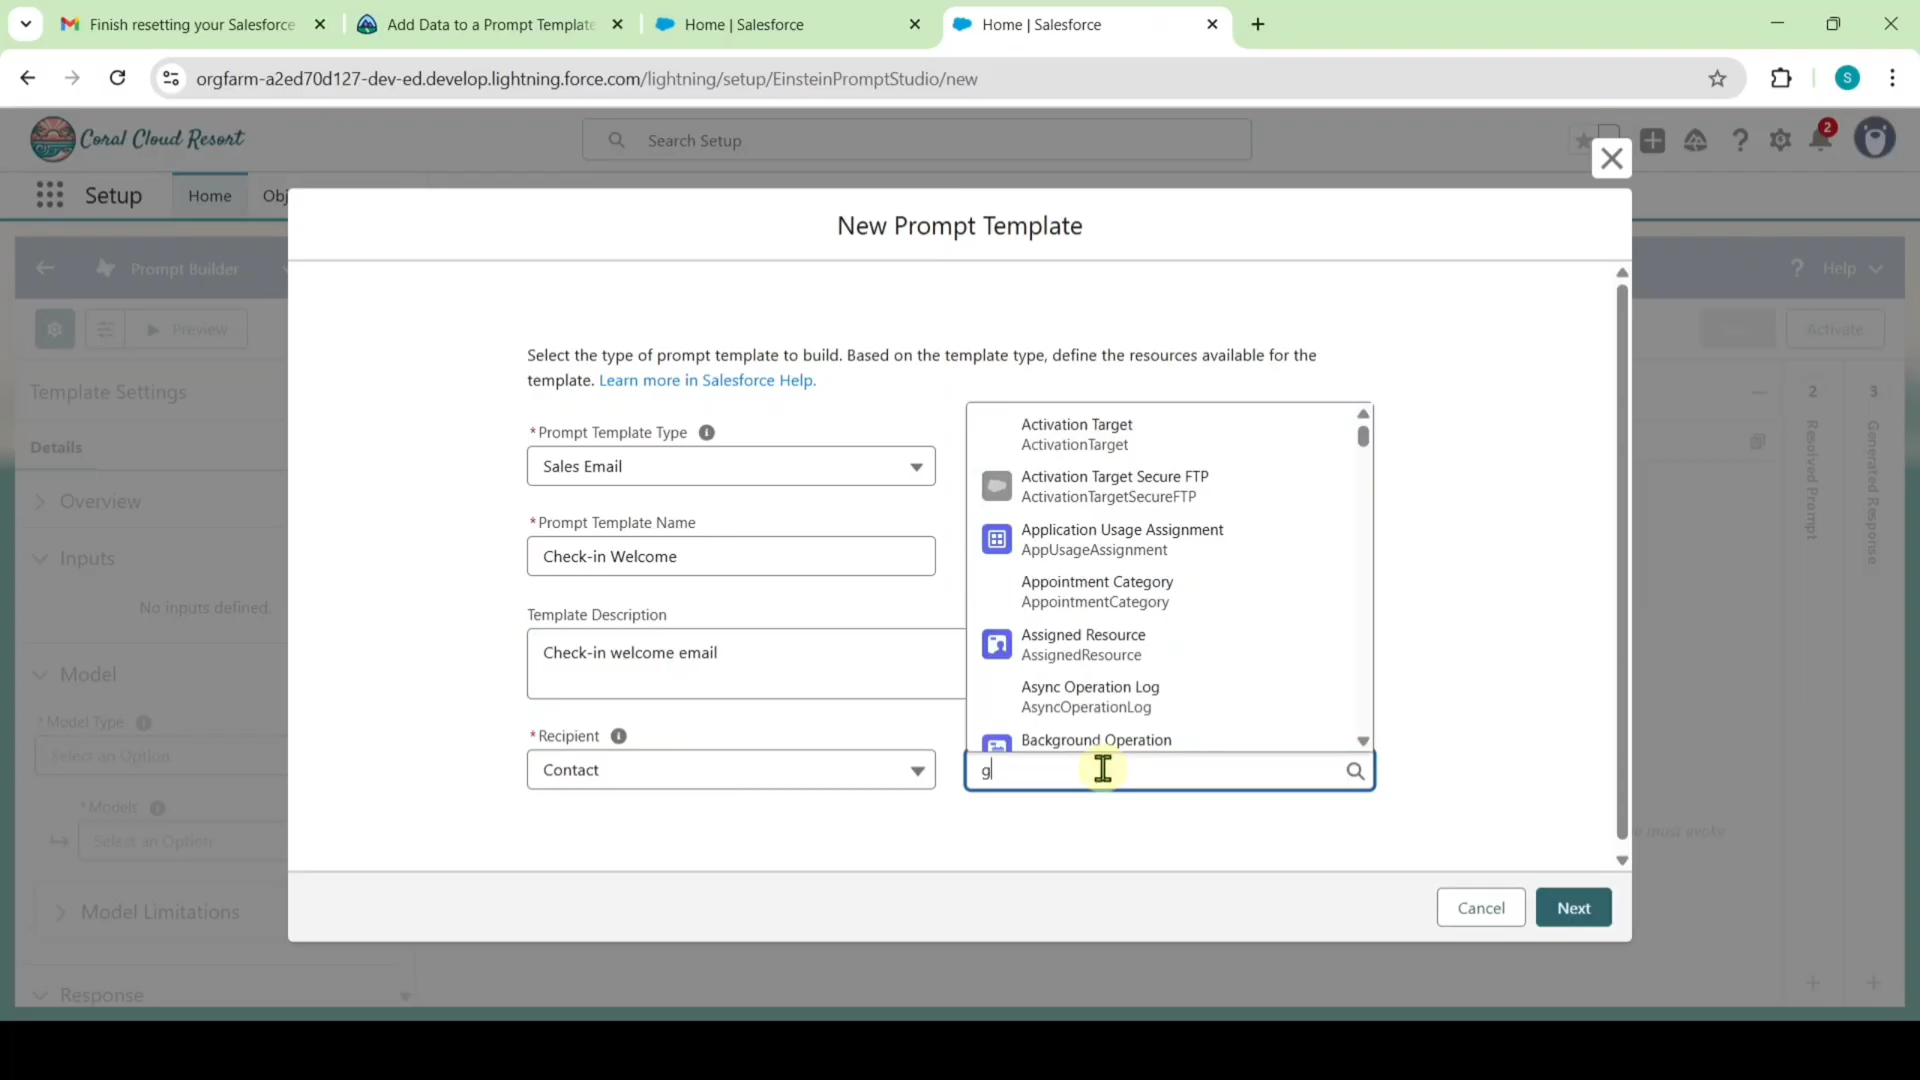 Finish resetting your Salesforce
Add Data to a Prompt Template
Home | Salesforce
Home | Salesforce
orgfarm-a2ed70d127-dev-ed.develop.lightning.force.com/lightning/setup/EinsteinPromptStudio/new
S
Coral Cloud Resort
Search Setup
2
Setup
Home
Obj
New Prompt Template
Prompt Builder
Help
Preview
Activate
Template Settings
Details
Overview
Inputs
No inputs defined.
Model
*Model Type
Select an Option
*Models
Select an Option
Model Limitations
Response
Select the type of prompt template to build. Based on the template type, define the resources available for the
template. Learn more in Salesforce Help.
*Prompt Template Type
Sales Email
*Prompt Template Name
Check-in Welcome
Template Description
Check-in welcome email
*Recipient
Contact
Activation Target
ActivationTarget
Activation Target Secure FTP
ActivationTargetSecureFTP
Application Usage Assignment
AppUsageAssignment
Appointment Category
AppointmentCategory
Assigned Resource
AssignedResource
Async Operation Log
AsyncOperationLog
Background Operation
g
2
Resolved Prompt
3
Generated Response
must evoke
Cancel
Next